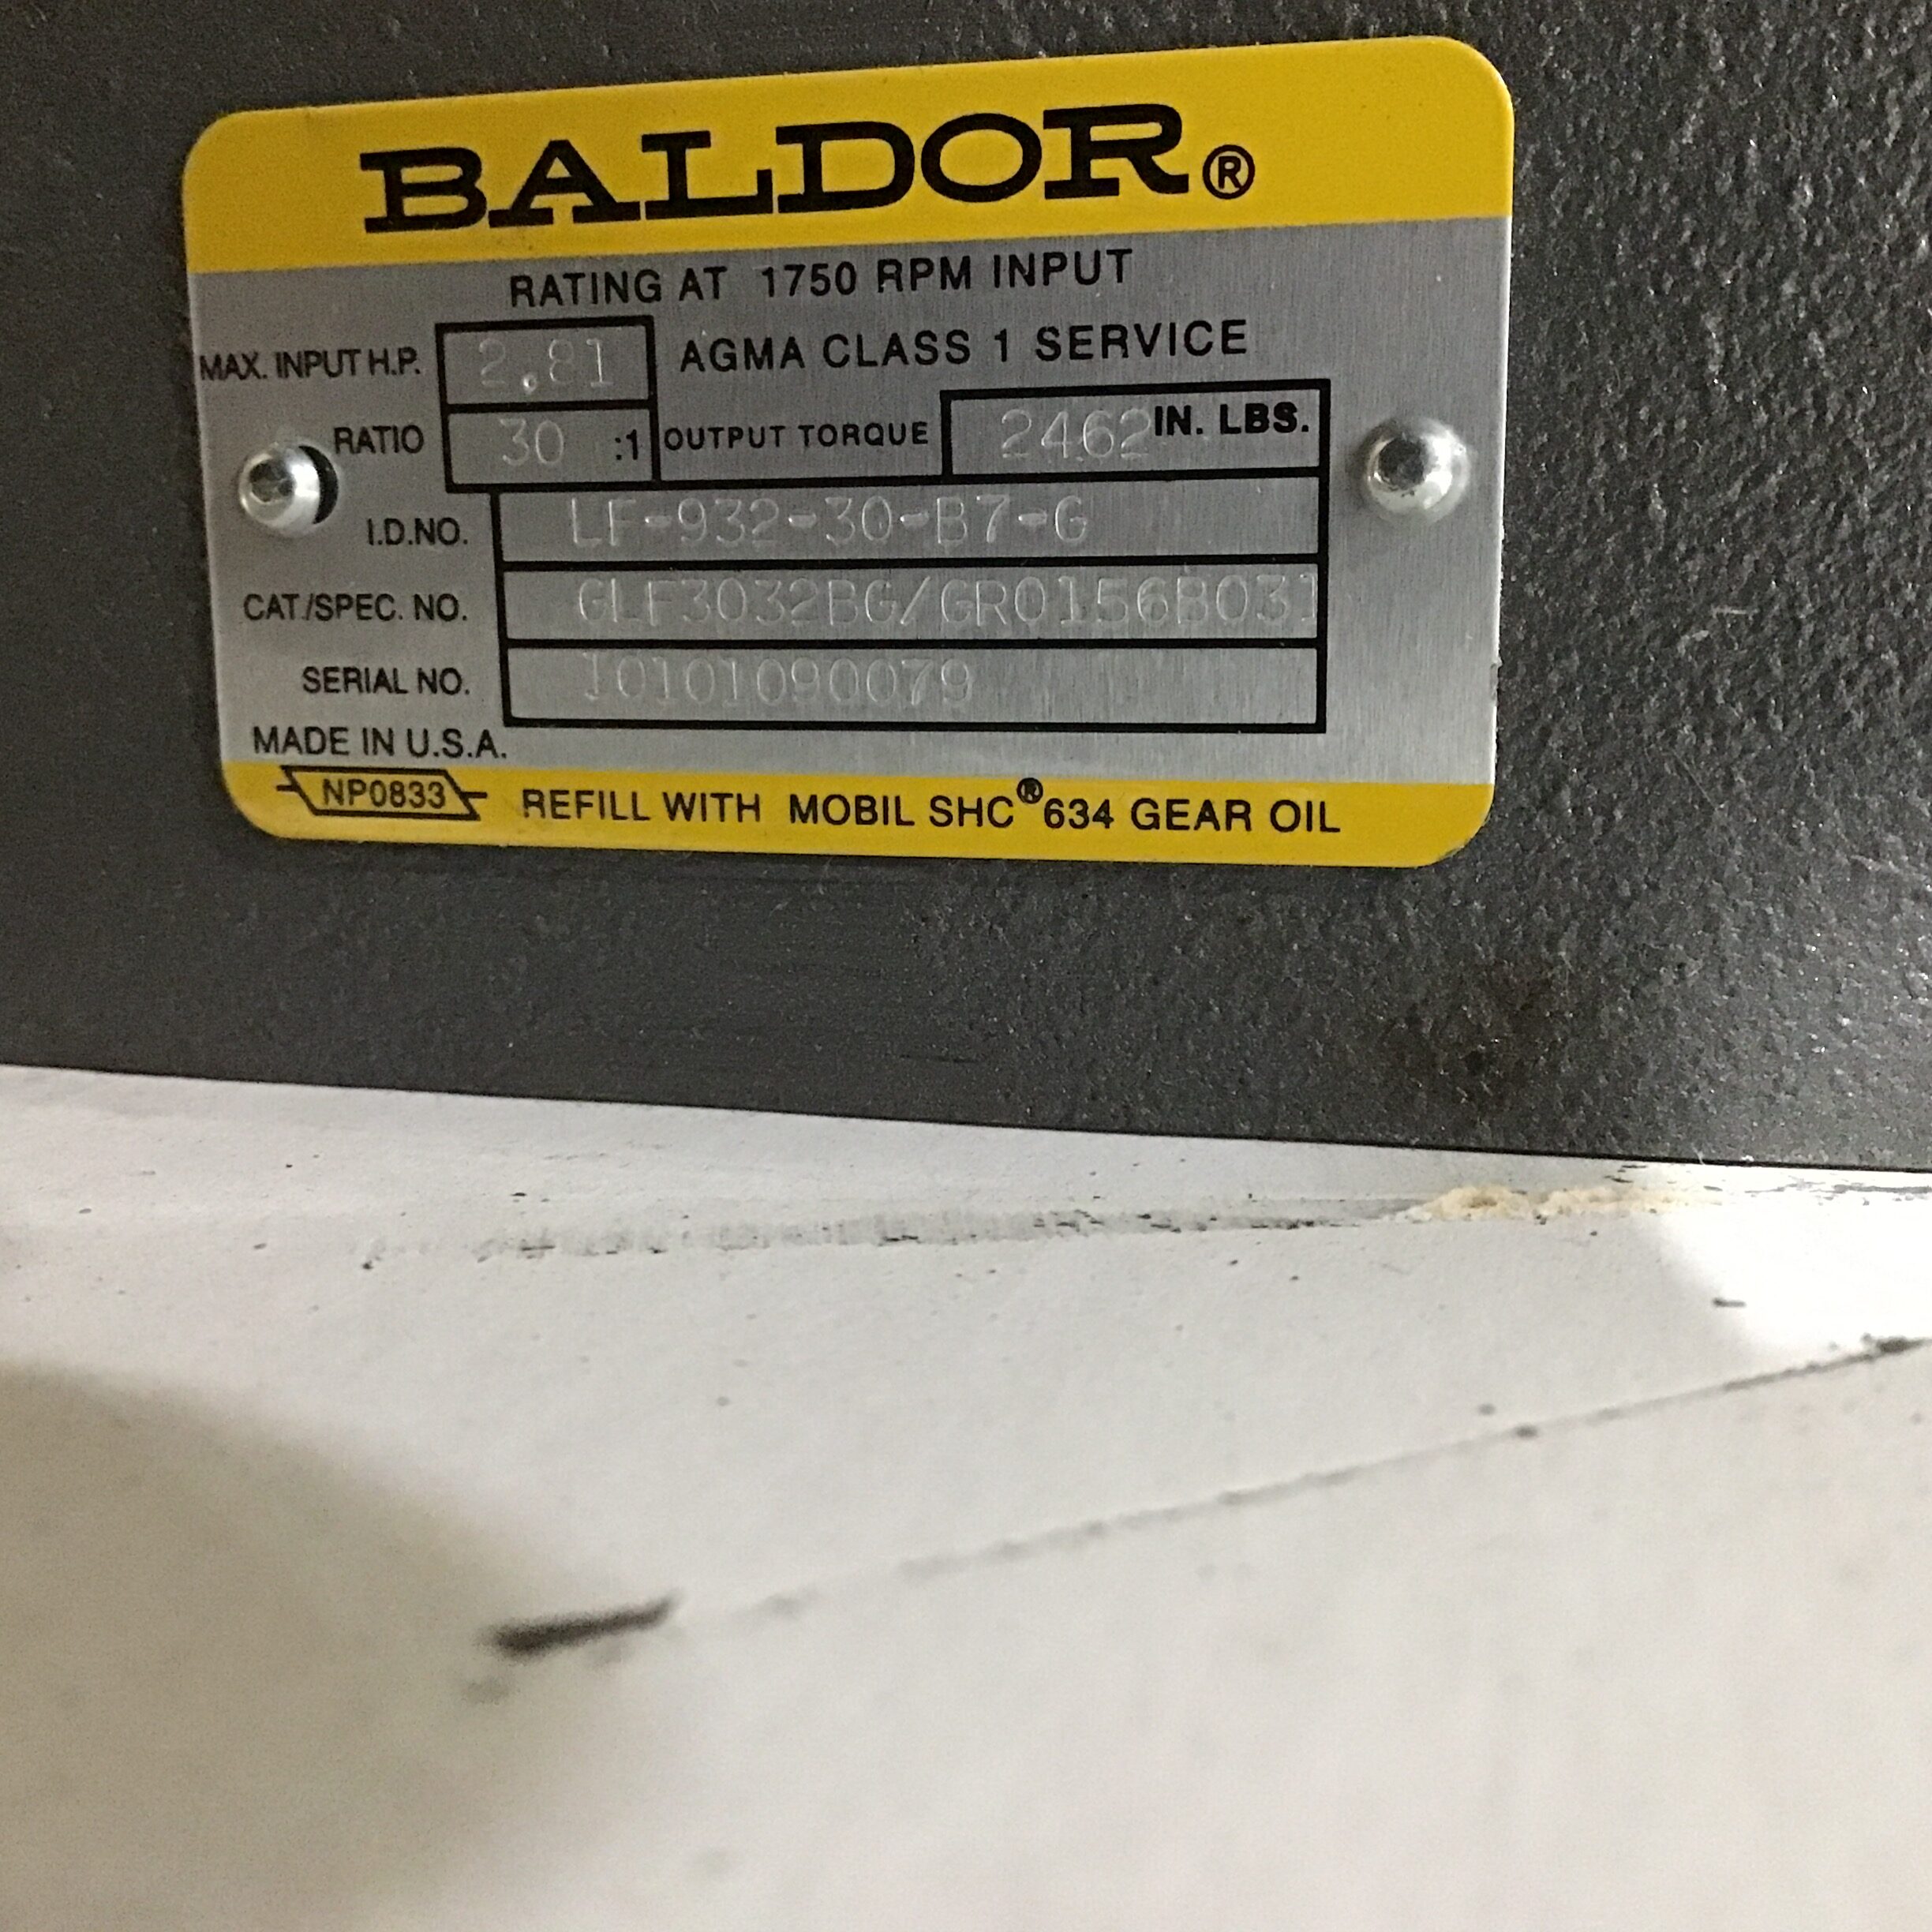 BALDOR®
RATING AT 1750 RPM INPUT
MAX. INPUT H.P. 2.81 AGMA CLASS 1 SERVICE
RATIO 30 :1 OUTPUT TORQUE 2462 IN. LBS.
I.D.NO. LF-932-30-B7-G
CAT./SPEC. NO. GLF3032BG/GR0156B031
SERIAL NO. J0101090079
MADE IN U.S.A.
NP0833 REFILL WITH MOBIL SHC® 634 GEAR OIL